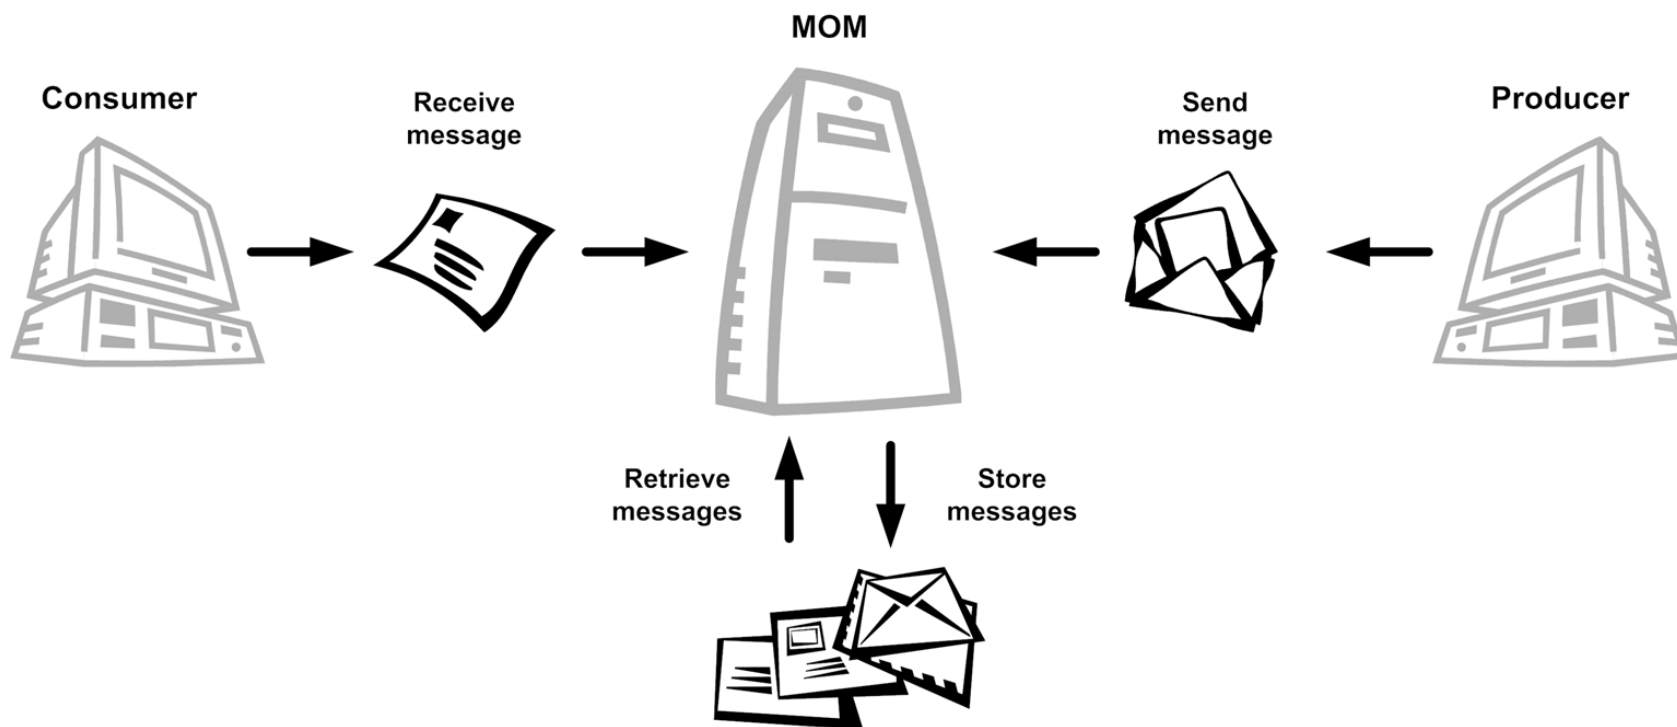 MOM
Consumer
Receive
message
Send
message
Producer
Retrieve
messages
Store
messages